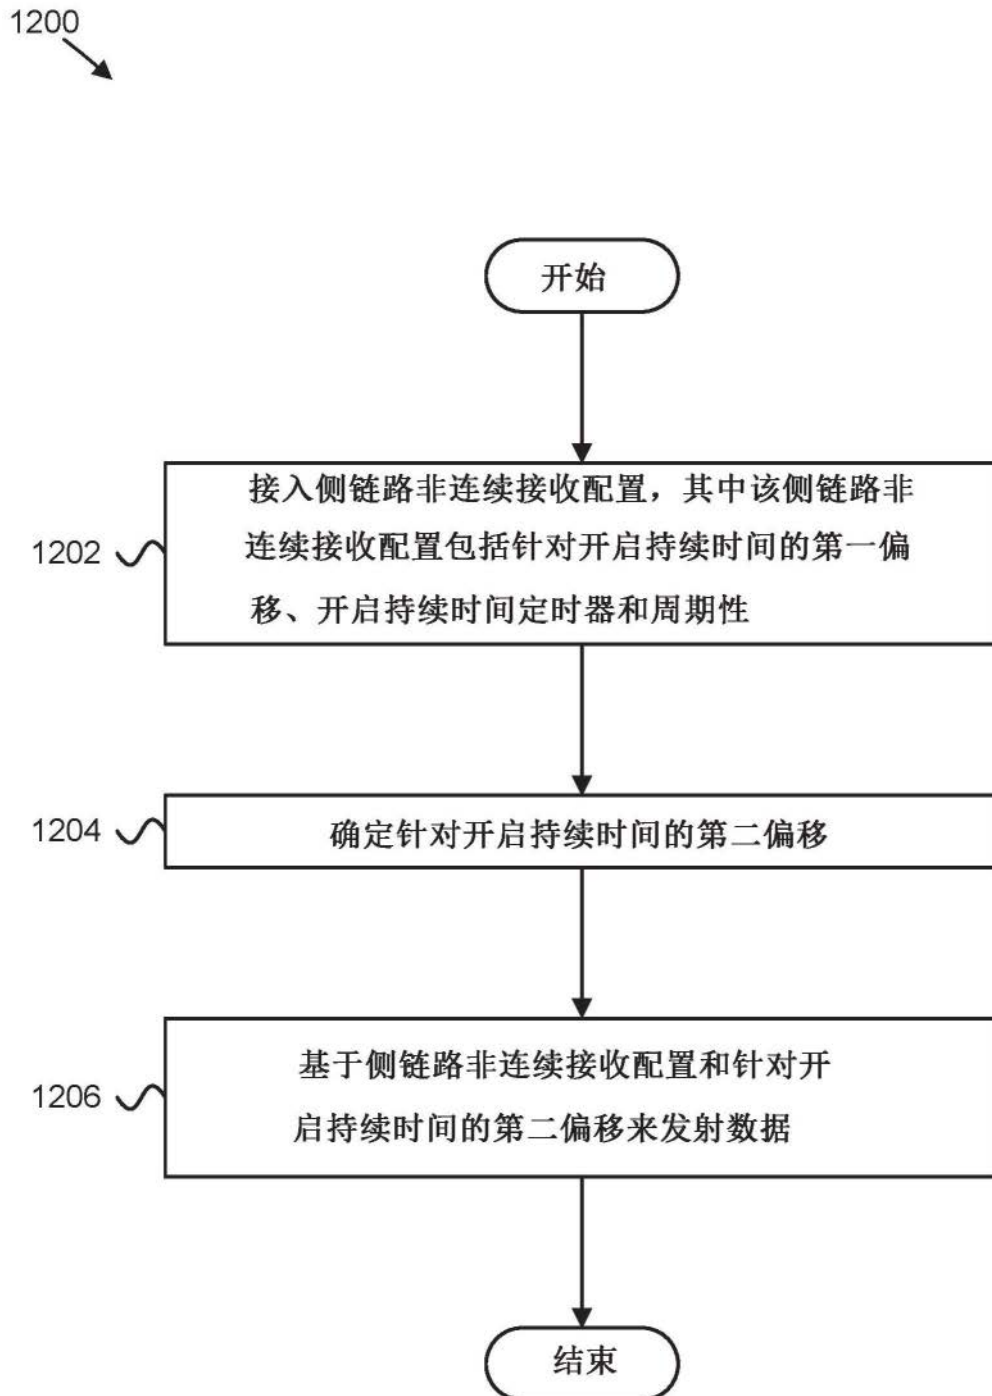 1200
开始
接入侧链路非连续接收配置，其中该侧链路非
1202
连续接收配置包括针对开启持续时间的第一偏
移、开启持续时间定时器和周期性
1204
确定针对开启持续时间的第二偏移
基于侧链路非连续接收配置和针对开
1206
启持续时间的第二偏移来发射数据
结束